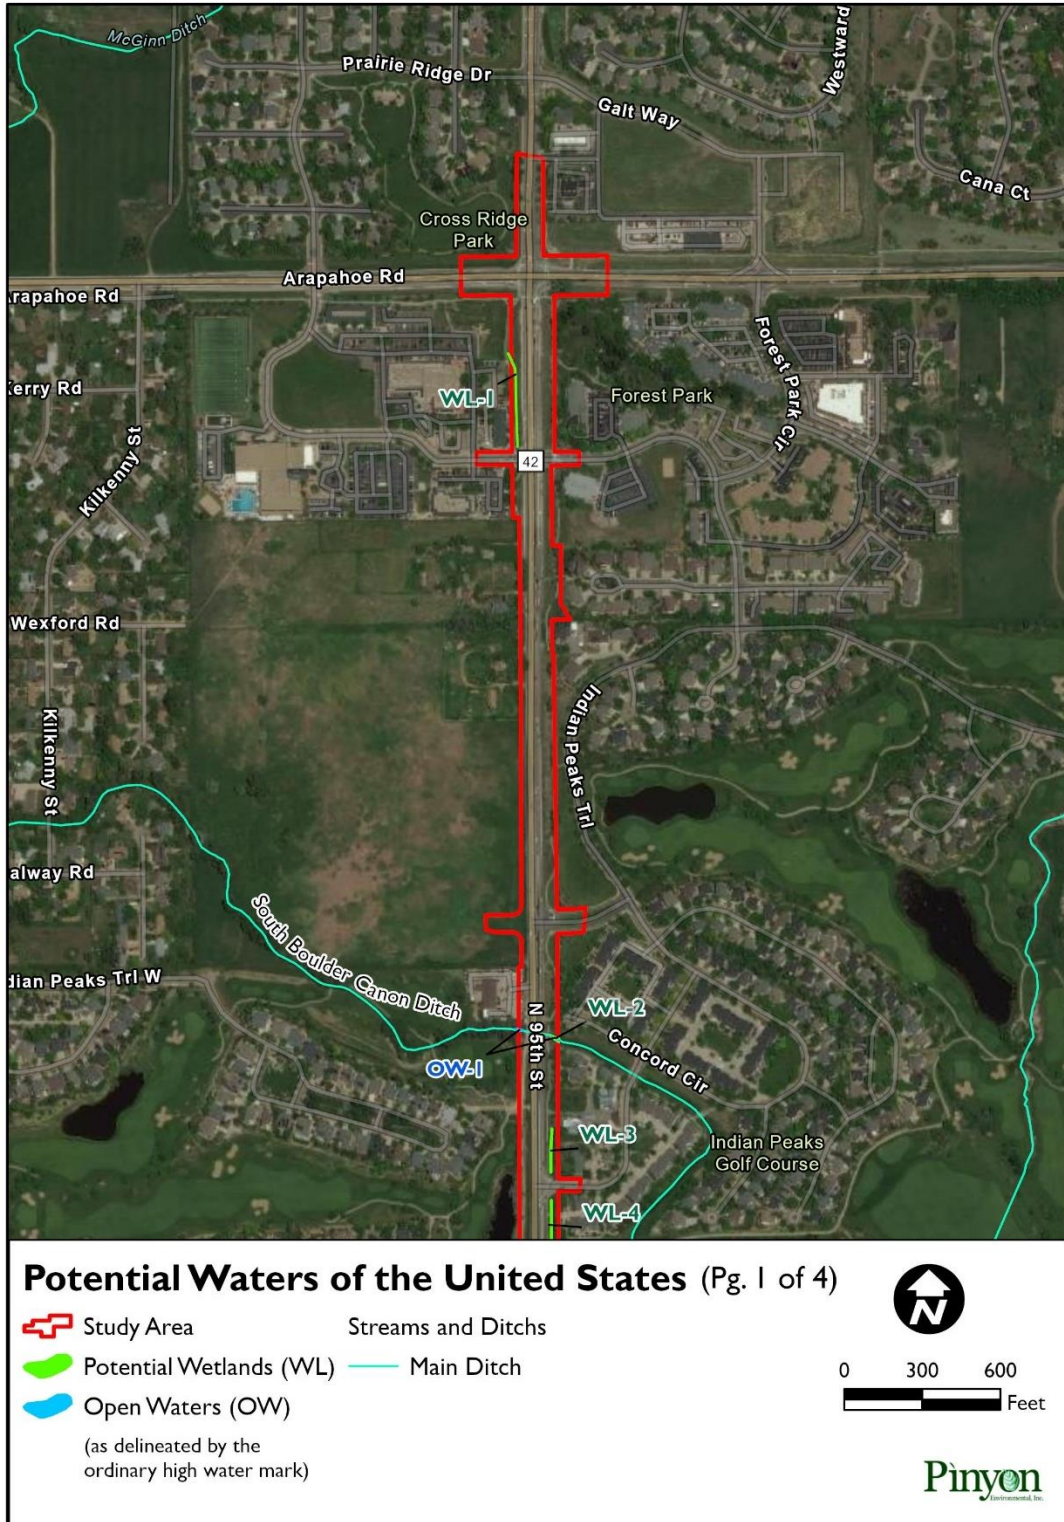 McGinn Ditch
Prairie Ridge Dr
Westward
Galt Way
Cana Ct
Cross Ridge
Park
Arapahoe Rd
Arapahoe Rd
Kerry Rd
Forest Park Cir
WL-1
Forest Park
Kilkenny St
42
Wexford Rd
Kilkenny St
Indian Peaks Trl
alway Rd
South Boulder Canon Ditch
dian Peaks Trl W
N 95th St
WL-2
Concord Cir
OW-1
WL-3
Indian Peaks
Golf Course
WL-4
Potential Waters of the United States (Pg. 1 of 4)
Study Area
Streams and Ditchs
Potential Wetlands (WL)
Main Ditch
Open Waters (OW)
(as delineated by the
ordinary high water mark)
N
0 300 600
Feet
Pinyon
Environmental, Inc.